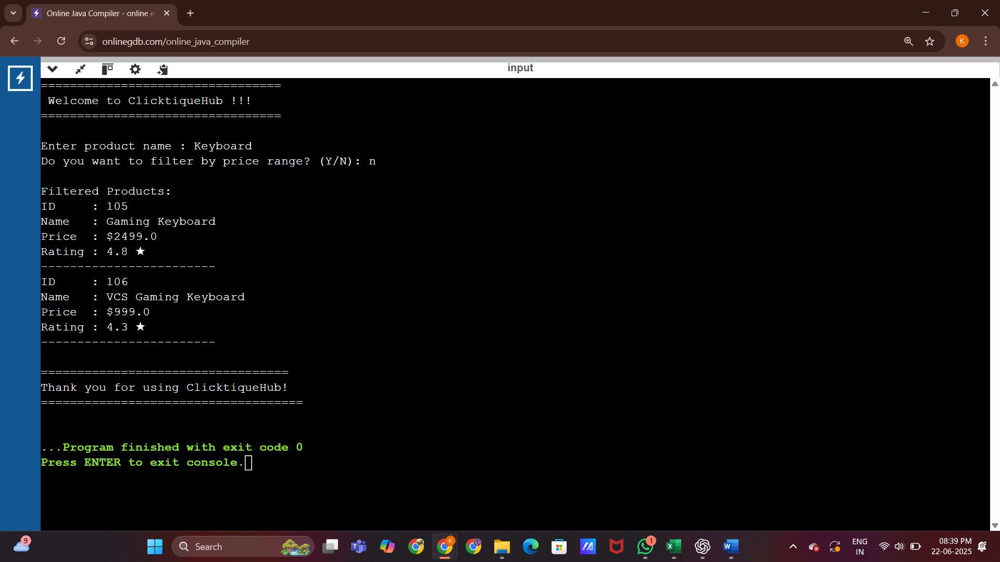 Online Java Compiler - online e
onlinegdb.com/online_java_compiler
K
input
=================================
Welcome to ClicktiqueHub !!!
=================================
Enter product name : Keyboard
Do you want to filter by price range? (Y/N): n
Filtered Products:
ID     : 105
Name   : Gaming Keyboard
Price  : $2499.0
Rating : 4.8 ★
------------------------
ID     : 106
Name   : VCS Gaming Keyboard
Price  : $999.0
Rating : 4.3 ★
------------------------
==================================
Thank you for using ClicktiqueHub!
====================================
...Program finished with exit code 0
Press ENTER to exit console.
9
Search
K
1
ENG
IN
08:39 PM
22-06-2025